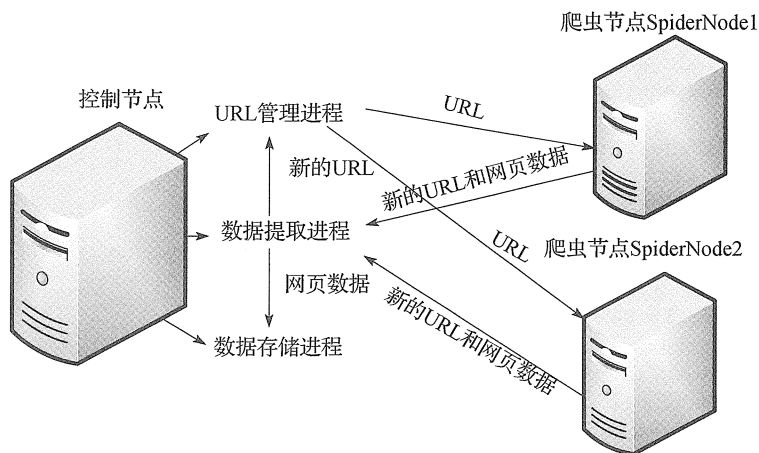 爬虫节点SpiderNode1
控制节点
URL管理进程
URL
新的URL
新的URL和网页数据
数据提取进程
URL
爬虫节点SpiderNode2
网页数据
新的URL和网页数据
数据存储进程